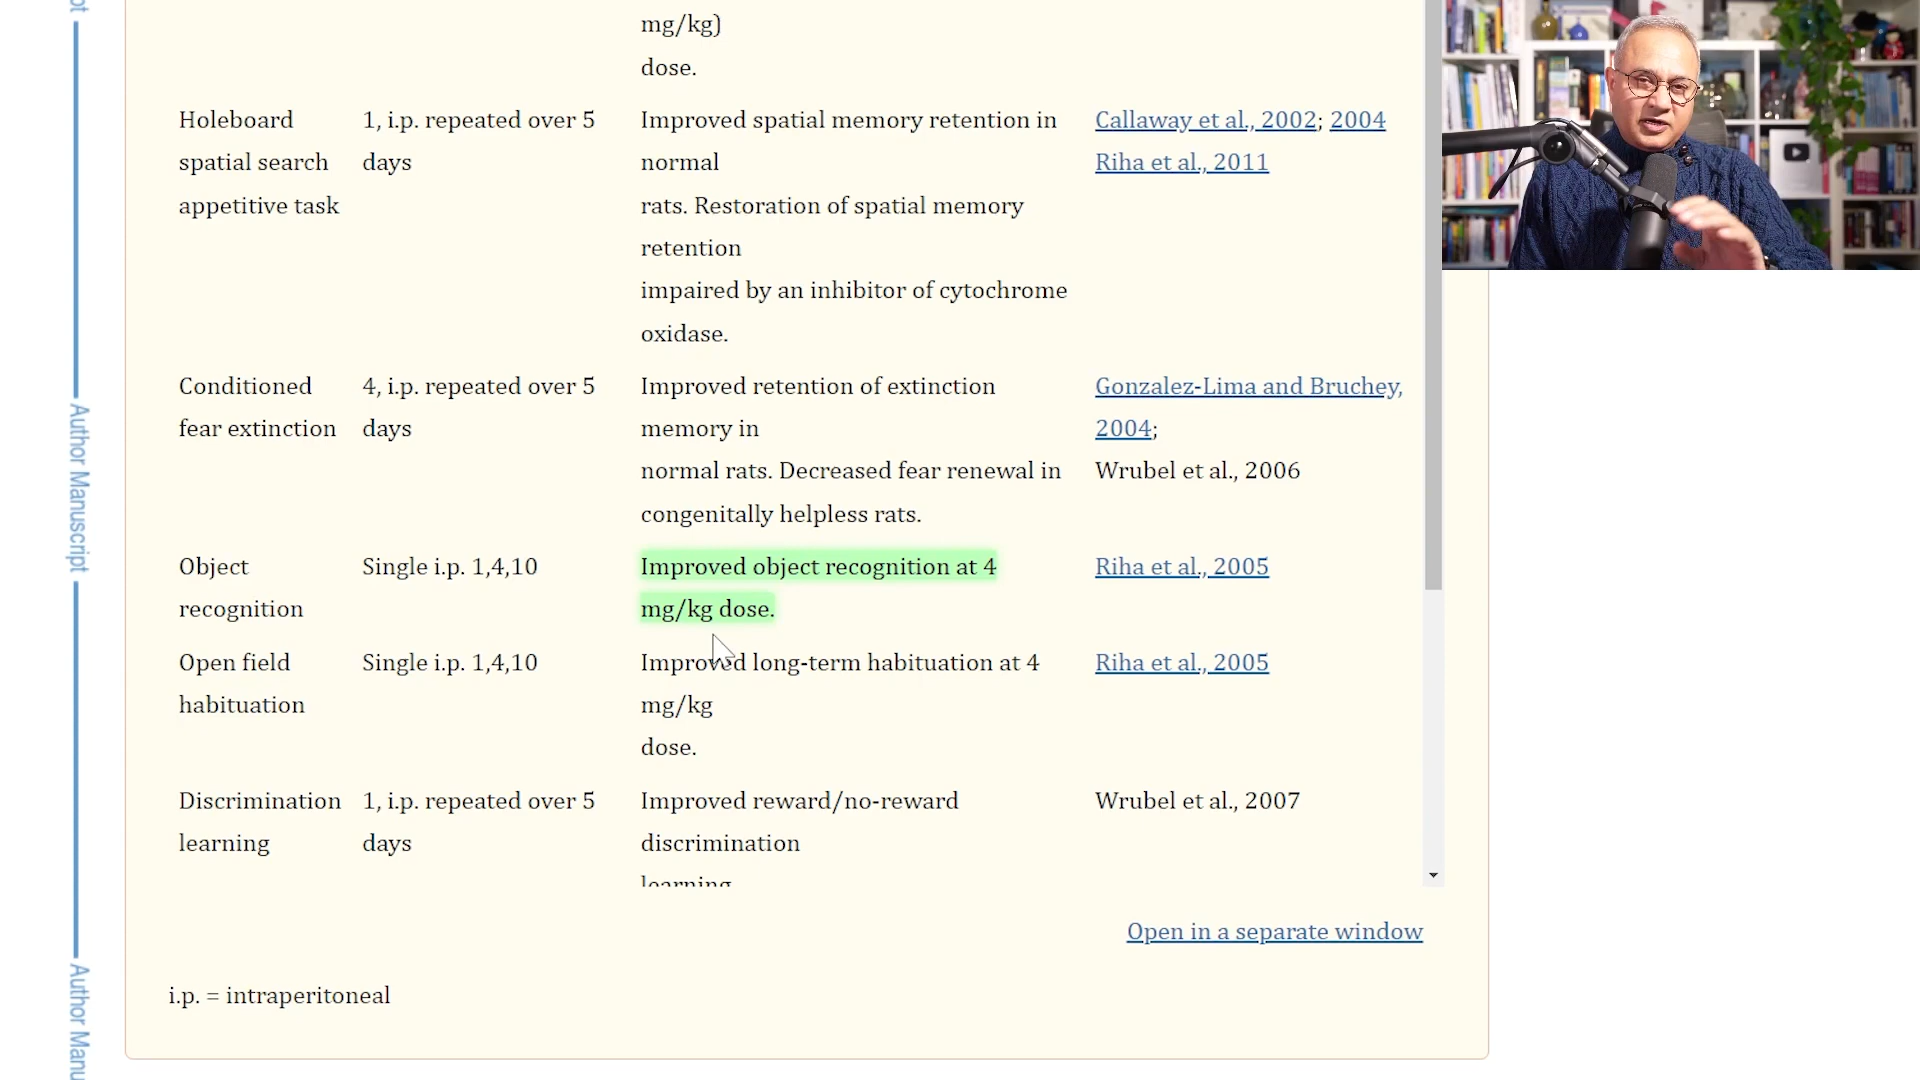 mg/kg)
dose.
Holeboard
spatial search
appetitive task
1, i.p. repeated over 5
days
Improved spatial memory retention in
normal
rats. Restoration of spatial memory
retention
impaired by an inhibitor of cytochrome
oxidase.
Callaway et al., 2002; 2004
Riha et al., 2011
Conditioned
fear extinction
4, i.p. repeated over 5
days
Improved retention of extinction
memory in
normal rats. Decreased fear renewal in
congenitally helpless rats.
Gonzalez-Lima and Bruchey,
2004;
Wrubel et al., 2006
Object
recognition
Single i.p. 1,4,10
Improved object recognition at 4
mg/kg dose.
Riha et al., 2005
Open field
habituation
Single i.p. 1,4,10
Improved long-term habituation at 4
mg/kg
dose.
Riha et al., 2005
Discrimination
learning
1, i.p. repeated over 5
days
Improved reward/no-reward
discrimination
learning
Wrubel et al., 2007
Open in a separate window
i.p. = intraperitoneal
Author Manuscript
Author Manu